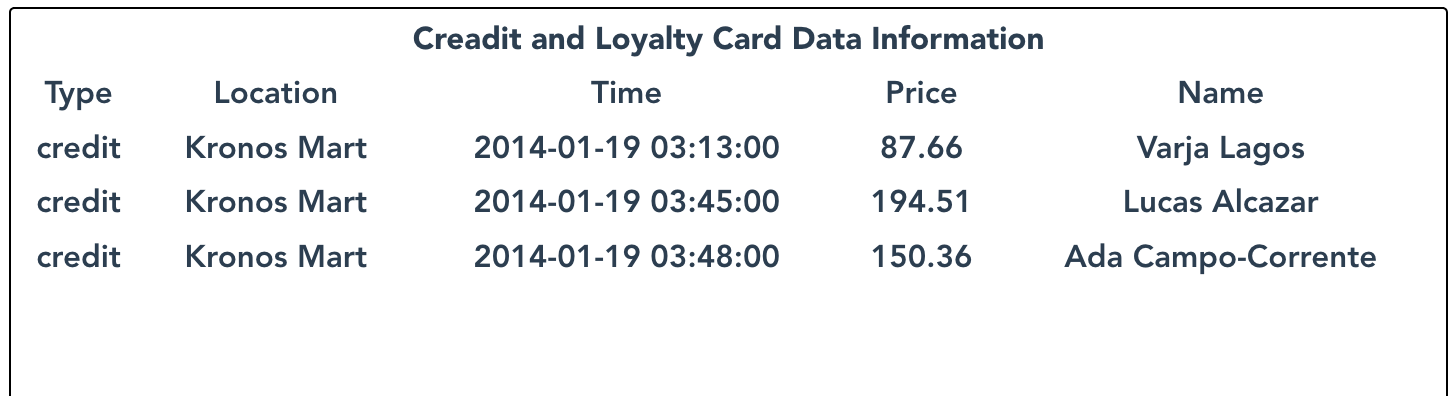 Creadit and Loyalty Card Data Information
Type Location Time Price Name
credit Kronos Mart 2014-01-19 03:13:00 87.66 Varja Lagos
credit Kronos Mart 2014-01-19 03:45:00 194.51 Lucas Alcazar
credit Kronos Mart 2014-01-19 03:48:00 150.36 Ada Campo-Corrente